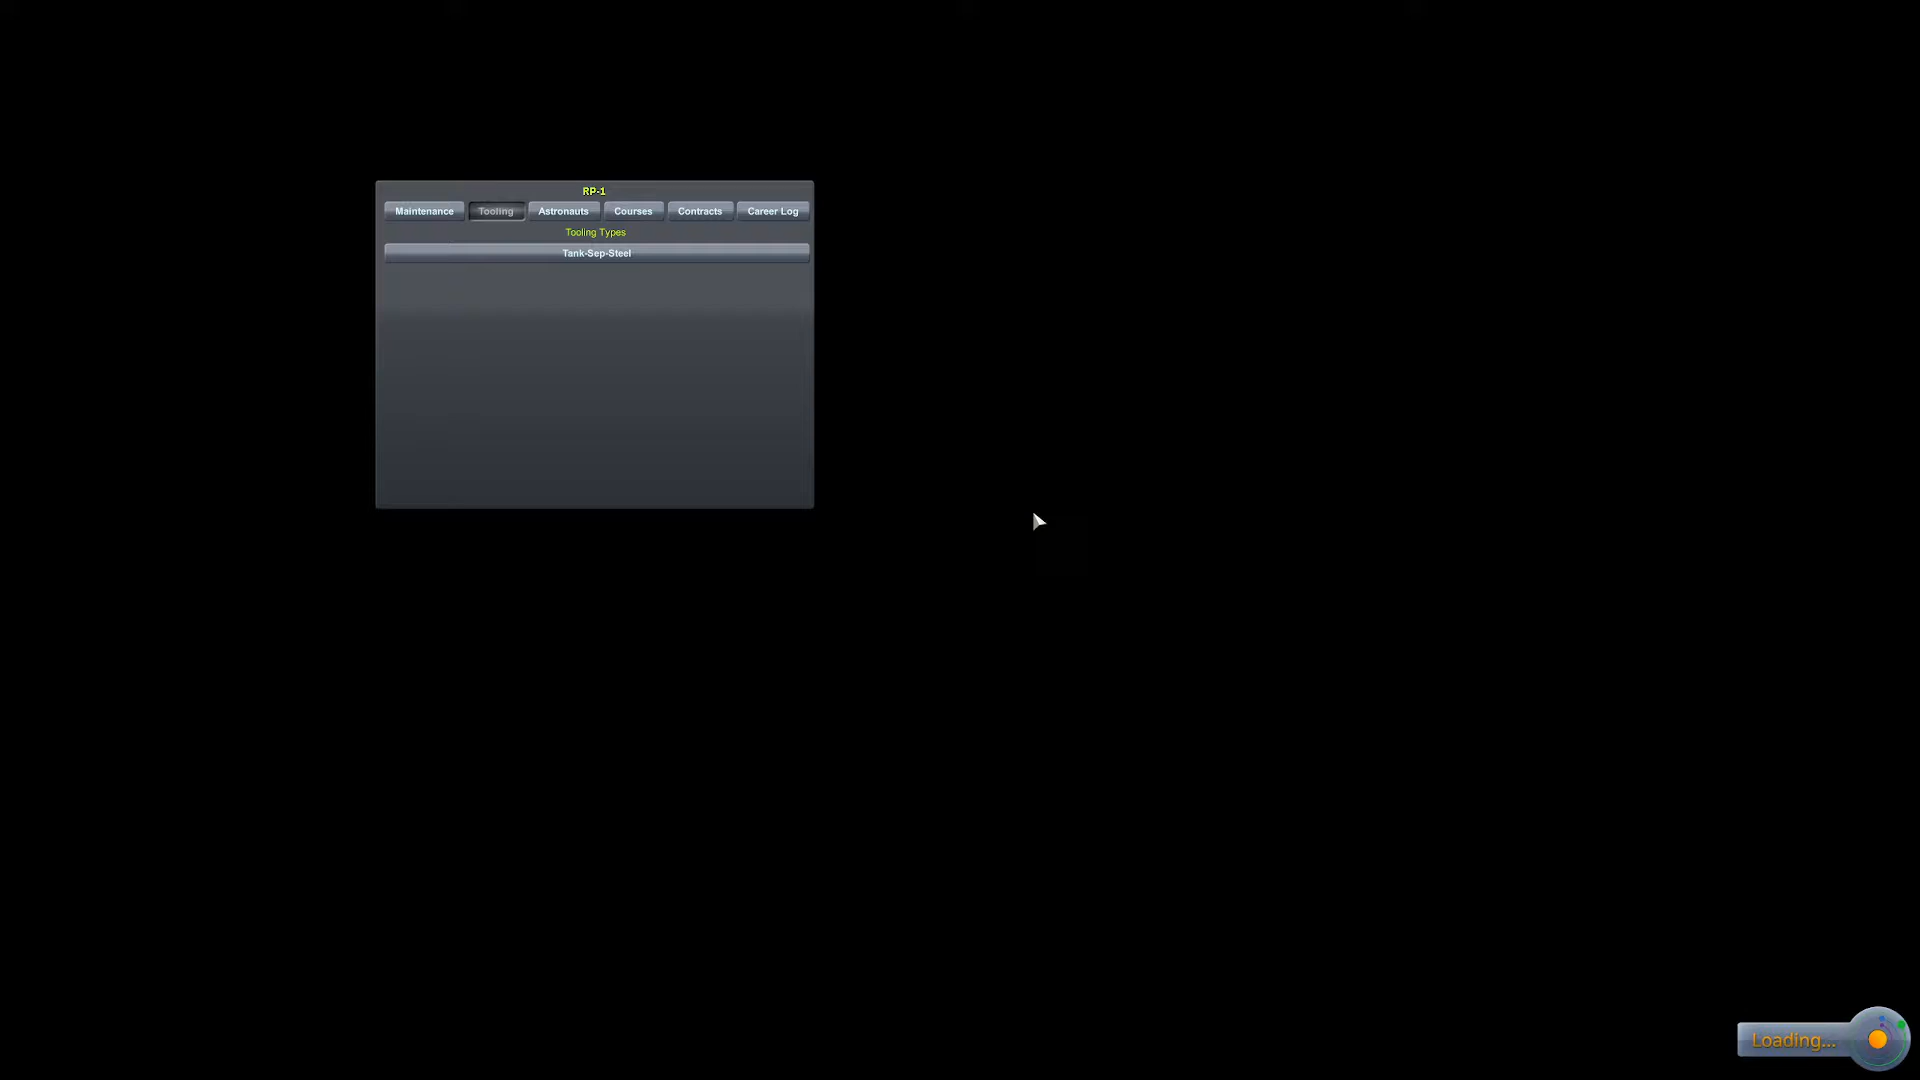 RP-1
Maintenance Tooling Astronauts Courses Contracts Career Log
Tooling Types
Tank-Sep-Steel
Loading...